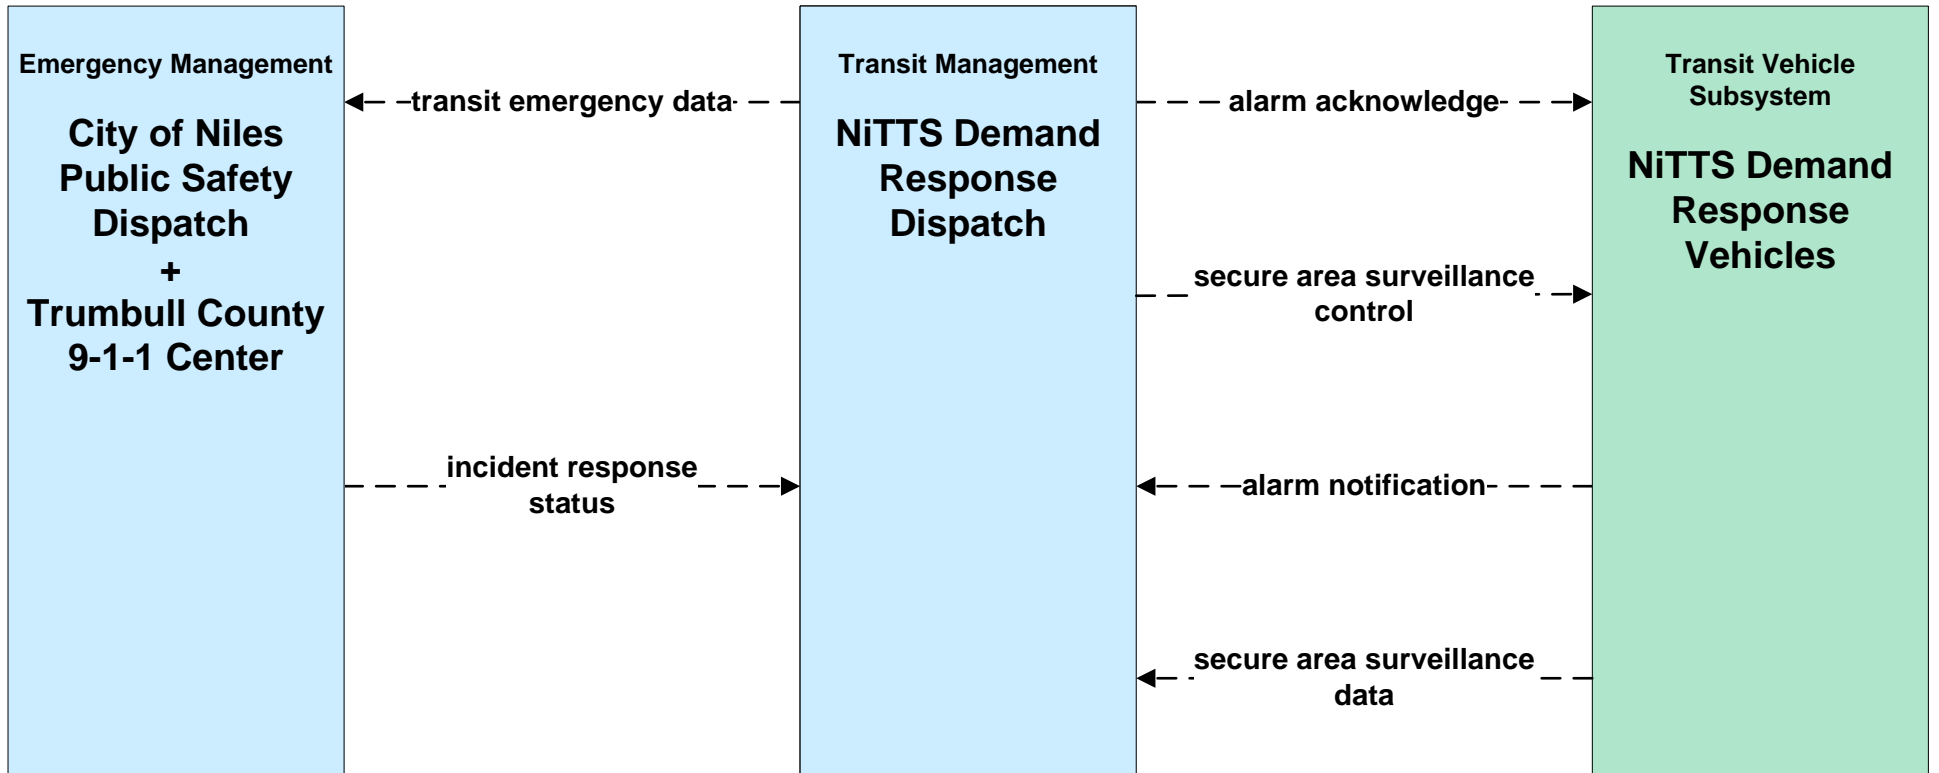 Emergency Management
City of Niles
Public Safety
Dispatch
+
Trumbull County
9-1-1 Center
transit emergency data
incident response
status
Transit Management
NiTTS Demand
Response
Dispatch
alarm acknowledge
secure area surveillance
control
alarm notification
secure area surveillance
data
Transit Vehicle
Subsystem
NiTTS Demand
Response
Vehicles